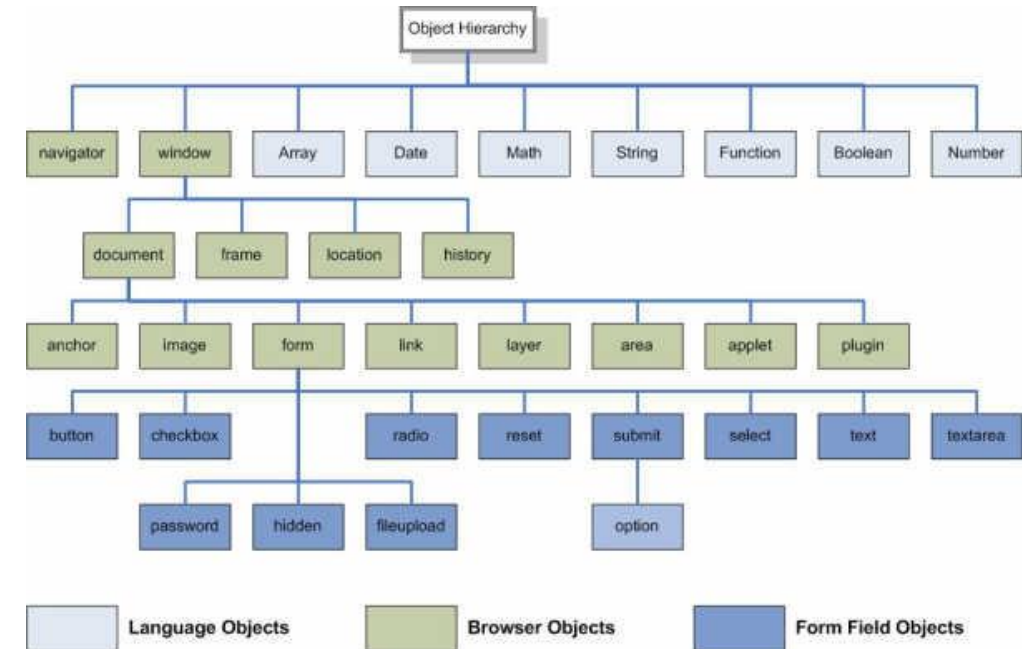 Object Hierarchy
navigator window Array Date Math String Function Boolean Number
document frame location history
anchor image form link layer area applet plugin
button checkbox radio reset submit select text textarea
password hidden fileupload option
Language Objects Browser Objects Form Field Objects